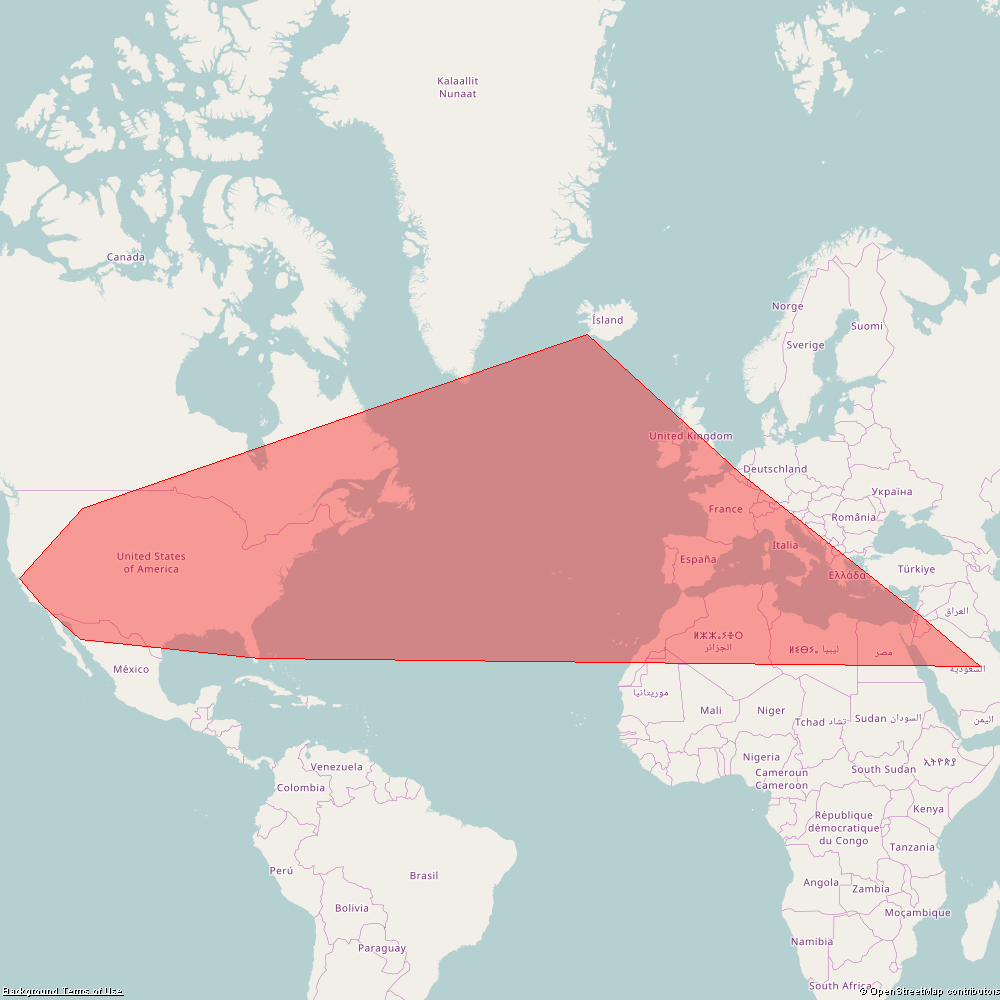 Kalaallit
Nunaat
Canada
Ísland
Norge
Suomi
Sverige
United Kingdom
Deutschland
Україна
France
România
United States
of America
Italia
España
Türkiye
Ελλάδα
العراق
ⵍⵣⵣⴰⵢⴻⵔ
الجزائر
ليبيا
مصر
السعودية
México
موريتانيا
Mali
Niger
Tchad تشاد
Sudan السودان
اليمن
Nigeria
Venezuela
Cameroun
Cameroon
South Sudan
Colombia
République
démocratique
du Congo
Kenya
Tanzania
Perú
Brasil
Angola
Zambia
Bolivia
Moçambique
Paraguay
Namibia
South Africa
Background Terms of Use
© OpenStreetMap contributors